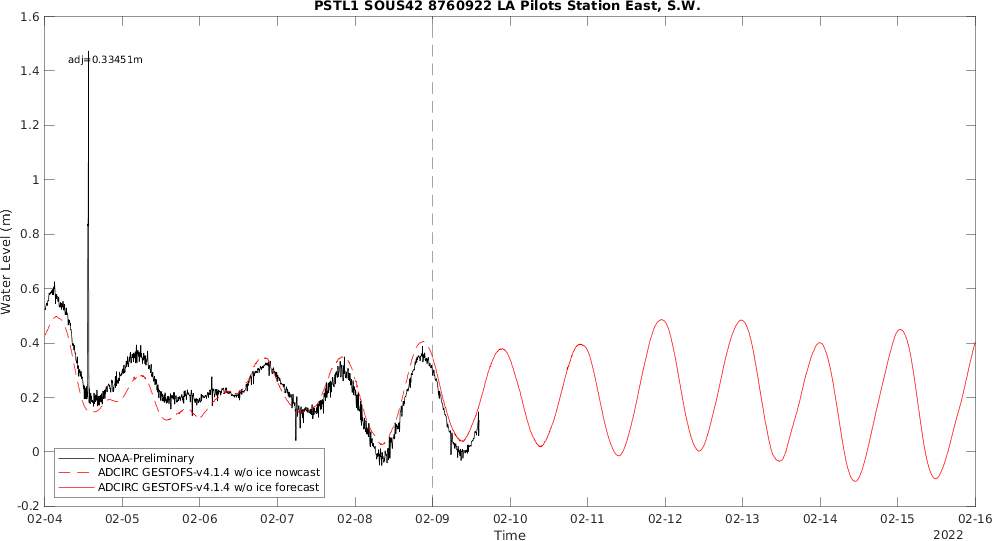 PSTL1 SOUS42 8760922 LA Pilots Station East, S.W.
adj=0.33451m
Water Level (m)
1.6
1.4
1.2
1
0.8
0.6
0.4
0.2
0
-0.2
NOAA-Preliminary
ADCIRC GESTOFS-v4.1.4 w/o ice nowcast
ADCIRC GESTOFS-v4.1.4 w/o ice forecast
02-04 02-05 02-06 02-07 02-08 02-09 02-10 02-11 02-12 02-13 02-14 02-15 02-16
Time
2022